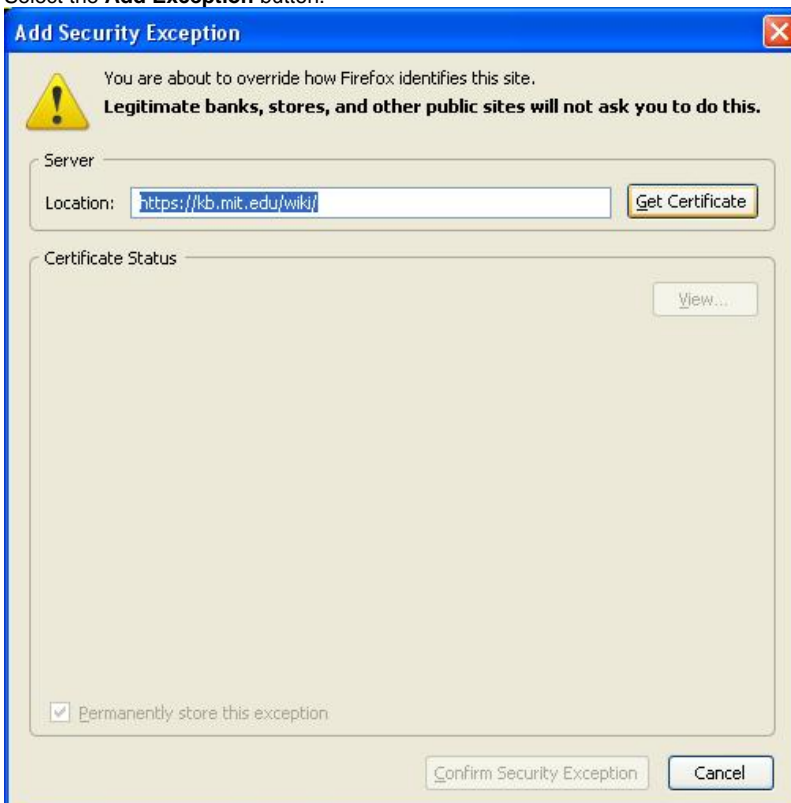 Select the Add Exception button.
Add Security Exception
You are about to override how Firefox identifies this site.
Legitimate banks, stores, and other public sites will not ask you to do this.
Server
Location: https://kb.mit.edu/wiki/ Get Certificate
Certificate Status
View...
Permanently store this exception
Confirm Security Exception Cancel